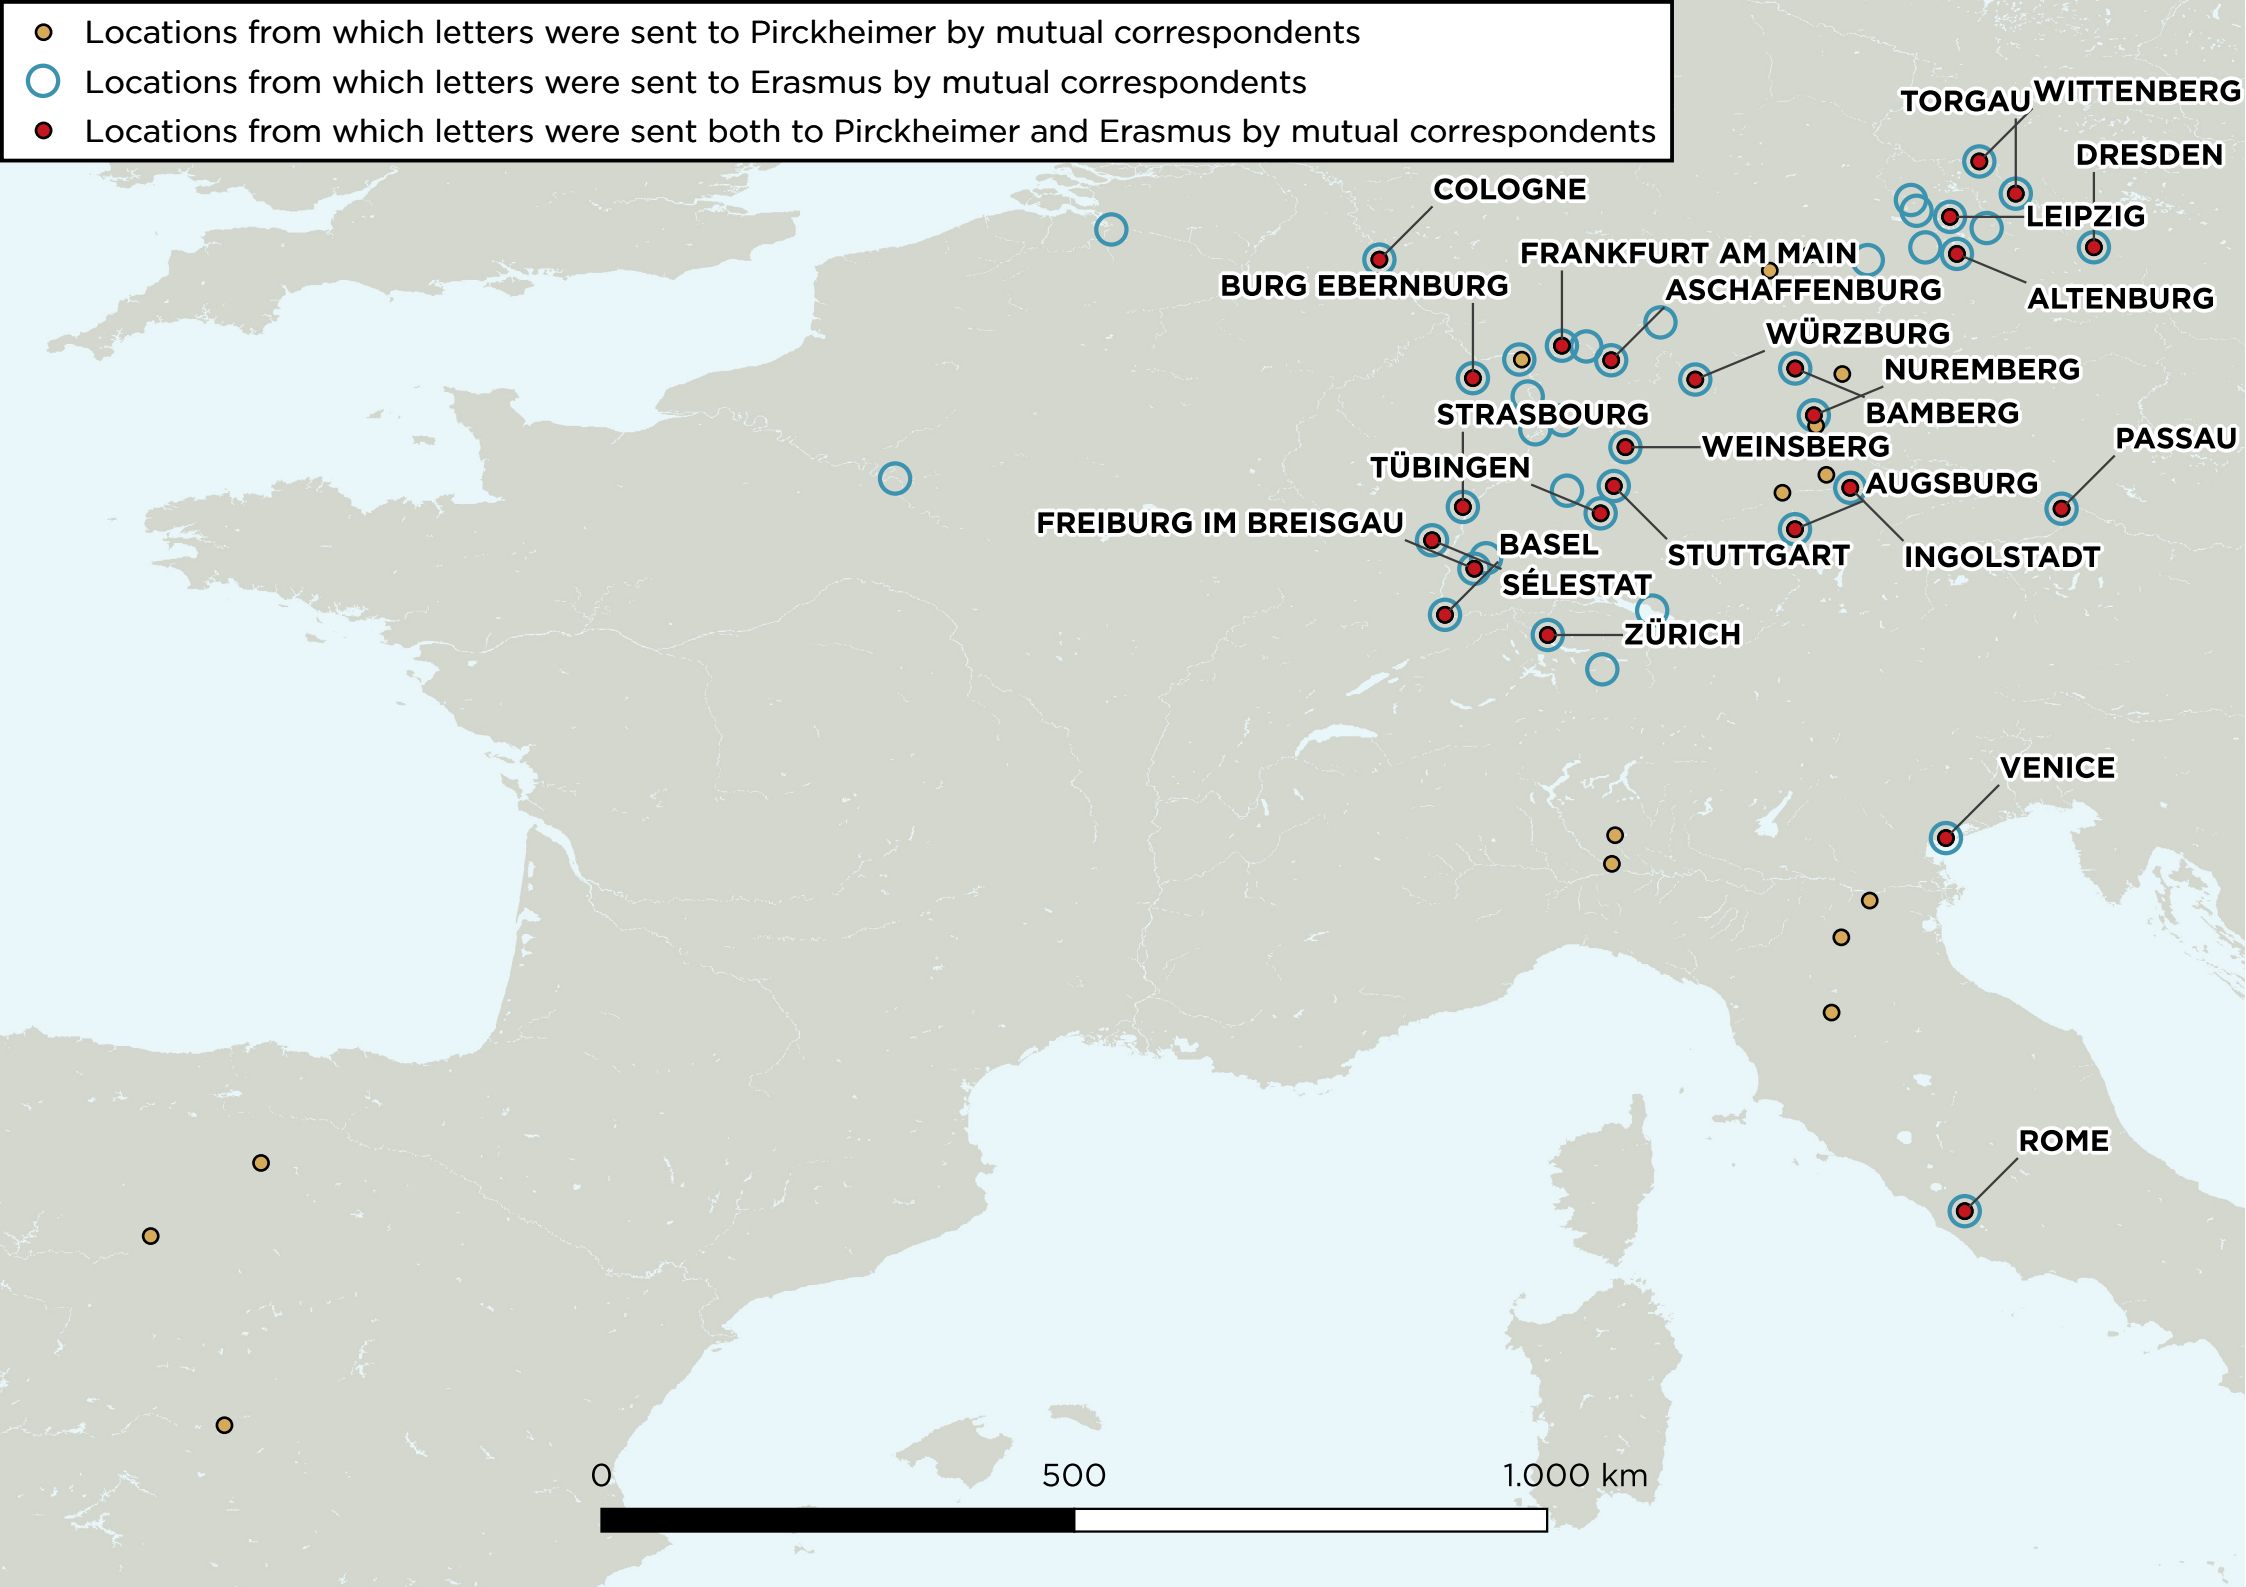 Locations from which letters were sent to Pirckheimer by mutual correspondents
Locations from which letters were sent to Erasmus by mutual correspondents
Locations from which letters were sent both to Pirckheimer and Erasmus by mutual correspondents
WITTENBERG
TORGAU
DRESDEN
COLOGNE
LEIPZIG
FRANKFURT AM MAIN
BURG EBERNBURG
ASCHAFFENBURG
ALTENBURG
WÜRZBURG
NUREMBERG
STRASBOURG
BAMBERG
PASSAU
WEINSBERG
TÜBINGEN
AUGSBURG
FREIBURG IM BREISGAU
BASEL
STUTTGART
INGOLSTADT
SÉLESTAT
ZÜRICH
VENICE
ROME
0 500 1.000 km